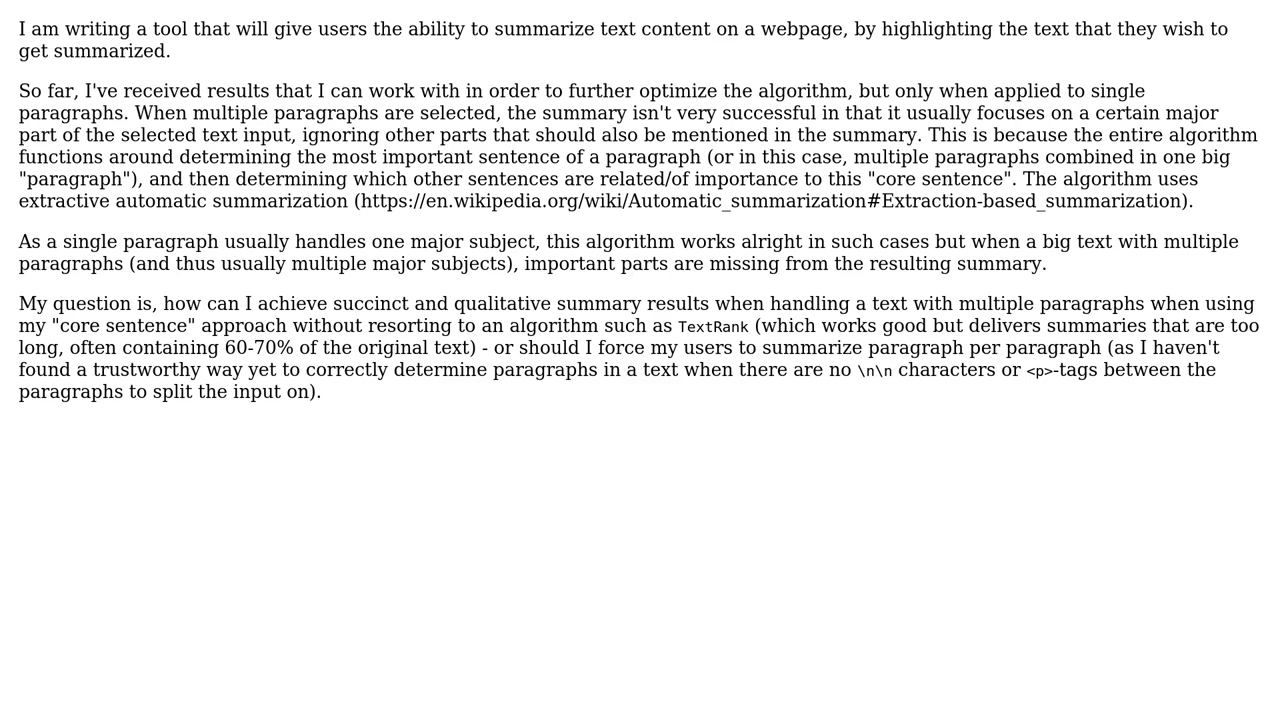 I am writing a tool that will give users the ability to summarize text content on a webpage, by highlighting the text that they wish to
get summarized.
So far, I've received results that I can work with in order to further optimize the algorithm, but only when applied to single
paragraphs. When multiple paragraphs are selected, the summary isn't very successful in that it usually focuses on a certain major
part of the selected text input, ignoring other parts that should also be mentioned in the summary. This is because the entire algorithm
functions around determining the most important sentence of a paragraph (or in this case, multiple paragraphs combined in one big
"paragraph"), and then determining which other sentences are related/of importance to this "core sentence". The algorithm uses
extractive automatic summarization (https://en.wikipedia.org/wiki/Automatic_summarization#Extraction-based_summarization).
As a single paragraph usually handles one major subject, this algorithm works alright in such cases but when a big text with multiple
paragraphs (and thus usually multiple major subjects), important parts are missing from the resulting summary.
My question is, how can I achieve succinct and qualitative summary results when handling a text with multiple paragraphs when using
my "core sentence" approach without resorting to an algorithm such as TextRank (which works good but delivers summaries that are too
long, often containing 60-70% of the original text) - or should I force my users to summarize paragraph per paragraph (as I haven't
found a trustworthy way yet to correctly determine paragraphs in a text when there are no \n\n characters or <p>-tags between the
paragraphs to split the input on).